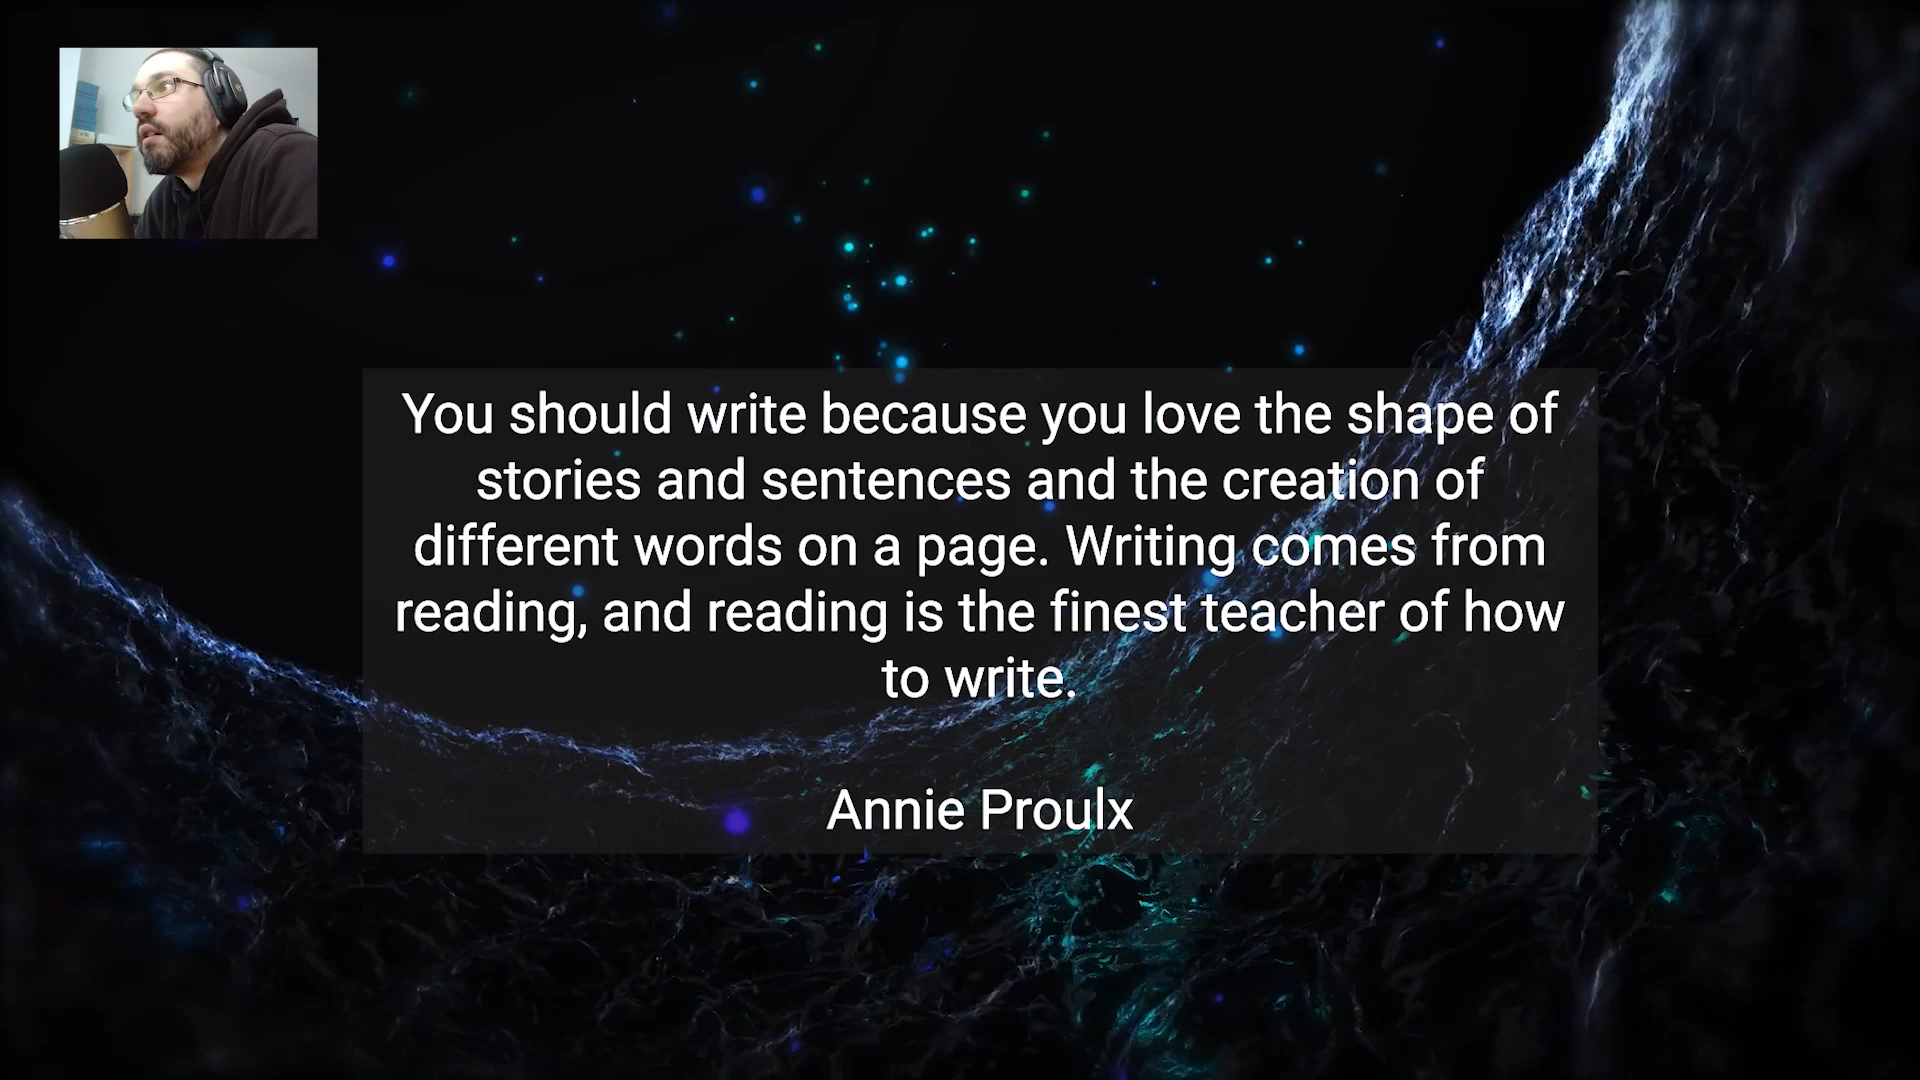 You should write because you love the shape of
stories and sentences and the creation of
different words on a page. Writing comes from
reading, and reading is the finest teacher of how
to write.
Annie Proulx